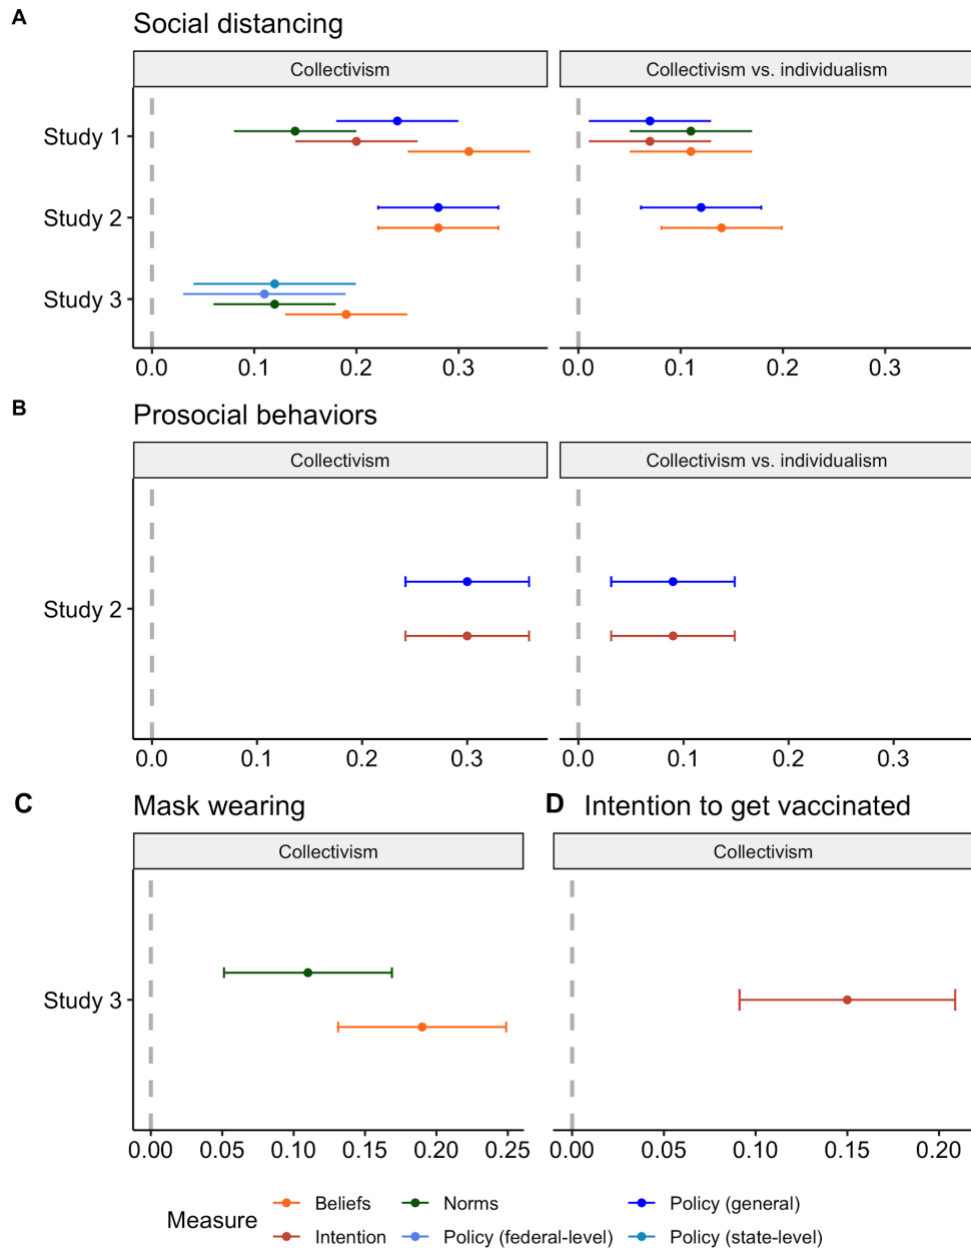 A
Social distancing
Collectivism
Collectivism vs. individualism
Study 1
Study 2
Study 3
0.0 0.1 0.2 0.3 0.0 0.1 0.2 0.3
B
Prosocial behaviors
Collectivism
Collectivism vs. individualism
Study 2
0.0 0.1 0.2 0.3 0.0 0.1 0.2 0.3
C Mask wearing
D Intention to get vaccinated
Collectivism
Collectivism
Study 3
0.00 0.05 0.10 0.15 0.20 0.25 0.00 0.05 0.10 0.15 0.20
Measure
Beliefs Norms Policy (general)
Intention Policy (federal-level) Policy (state-level)